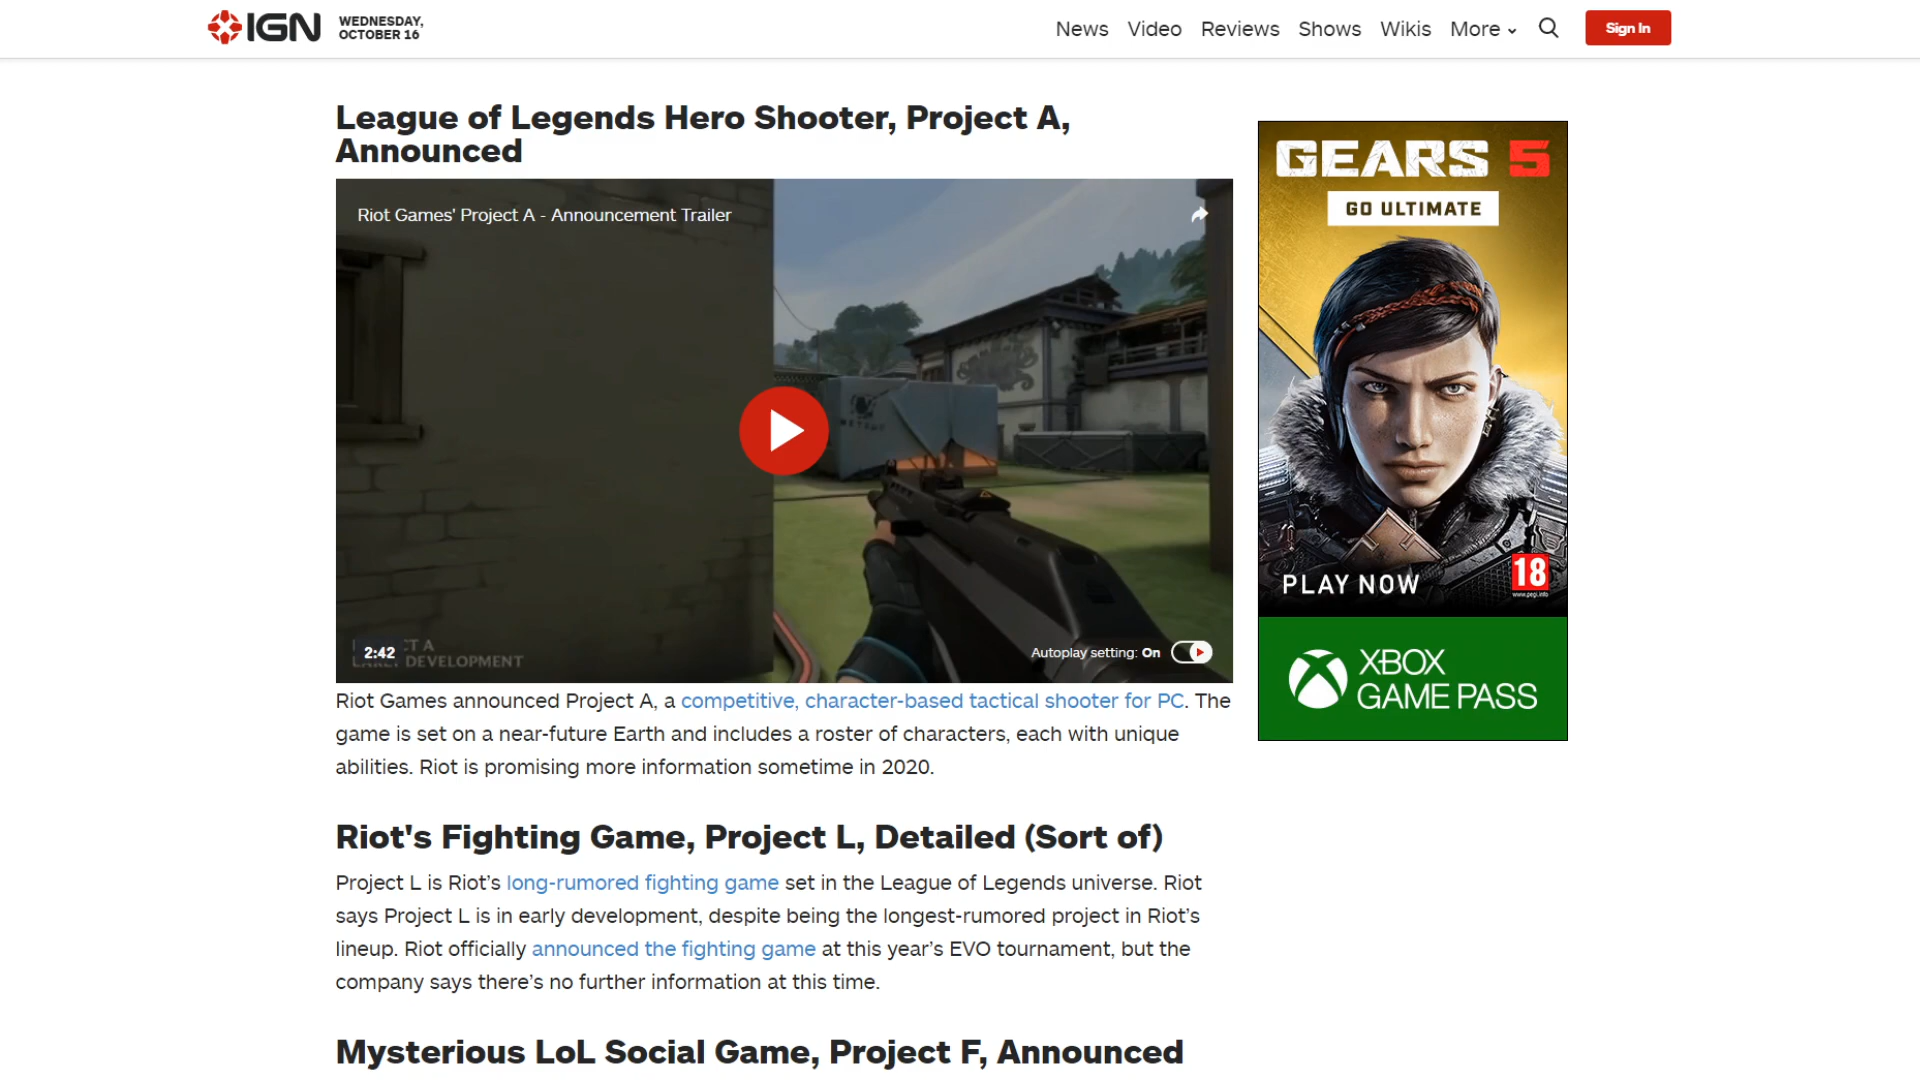 IGN
WEDNESDAY,
OCTOBER 16
News Video Reviews Shows Wikis More
Sign In
League of Legends Hero Shooter, Project A,
Announced
Riot Games' Project A - Announcement Trailer
2:42
CT A
DEVELOPMENT
Autoplay setting: On
Riot Games announced Project A, a competitive, character-based tactical shooter for PC. The
game is set on a near-future Earth and includes a roster of characters, each with unique
abilities. Riot is promising more information sometime in 2020.
Riot's Fighting Game, Project L, Detailed (Sort of)
Project L is Riot’s long-rumored fighting game set in the League of Legends universe. Riot
says Project L is in early development, despite being the longest-rumored project in Riot’s
lineup. Riot officially announced the fighting game at this year’s EVO tournament, but the
company says there’s no further information at this time.
Mysterious LoL Social Game, Project F, Announced
GEARS 5
GO ULTIMATE
PLAY NOW
18
www.pegi.info
XBOX
GAME PASS